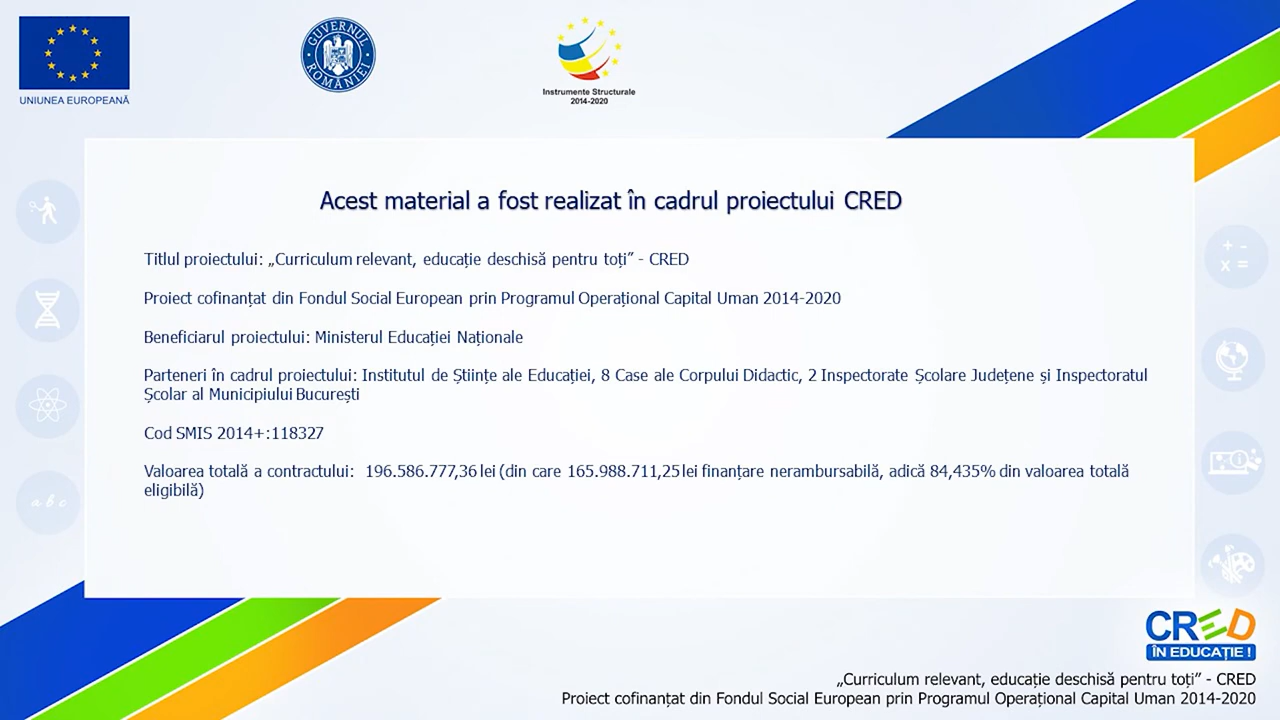 UNIUNEA EUROPEANĂ
GUVERNUL ROMÂNIEI
Instrumente Structurale
2014-2020
Acest material a fost realizat în cadrul proiectului CRED
Titlul proiectului: „Curriculum relevant, educație deschisă pentru toți” - CRED
Proiect cofinanțat din Fondul Social European prin Programul Operațional Capital Uman 2014-2020
Beneficiarul proiectului: Ministerul Educației Naționale
Parteneri în cadrul proiectului: Institutul de Științe ale Educației, 8 Case ale Corpului Didactic, 2 Inspectorate Școlare Județene și Inspectoratul
Școlar al Municipiului București
Cod SMIS 2014+:118327
Valoarea totală a contractului: 196.586.777,36 lei (din care 165.988.711,25 lei finanțare nerambursabilă, adică 84,435% din valoarea totală
eligibilă)
+ -
x =
a b c
CRED
ÎN EDUCAȚIE !
„Curriculum relevant, educație deschisă pentru toți” - CRED
Proiect cofinanțat din Fondul Social European prin Programul Operațional Capital Uman 2014-2020